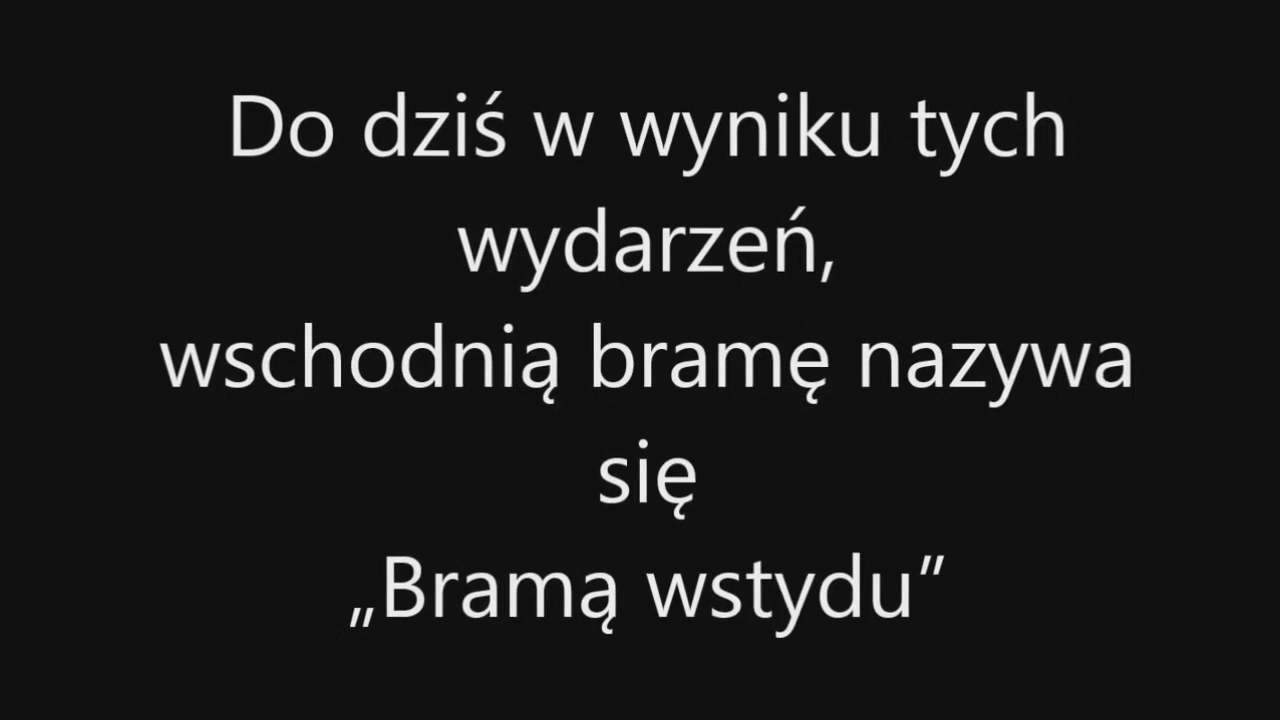 Do dziś w wyniku tych
wydarzeń,
wschodnią bramę nazywa
się
„Bramą wstydu”